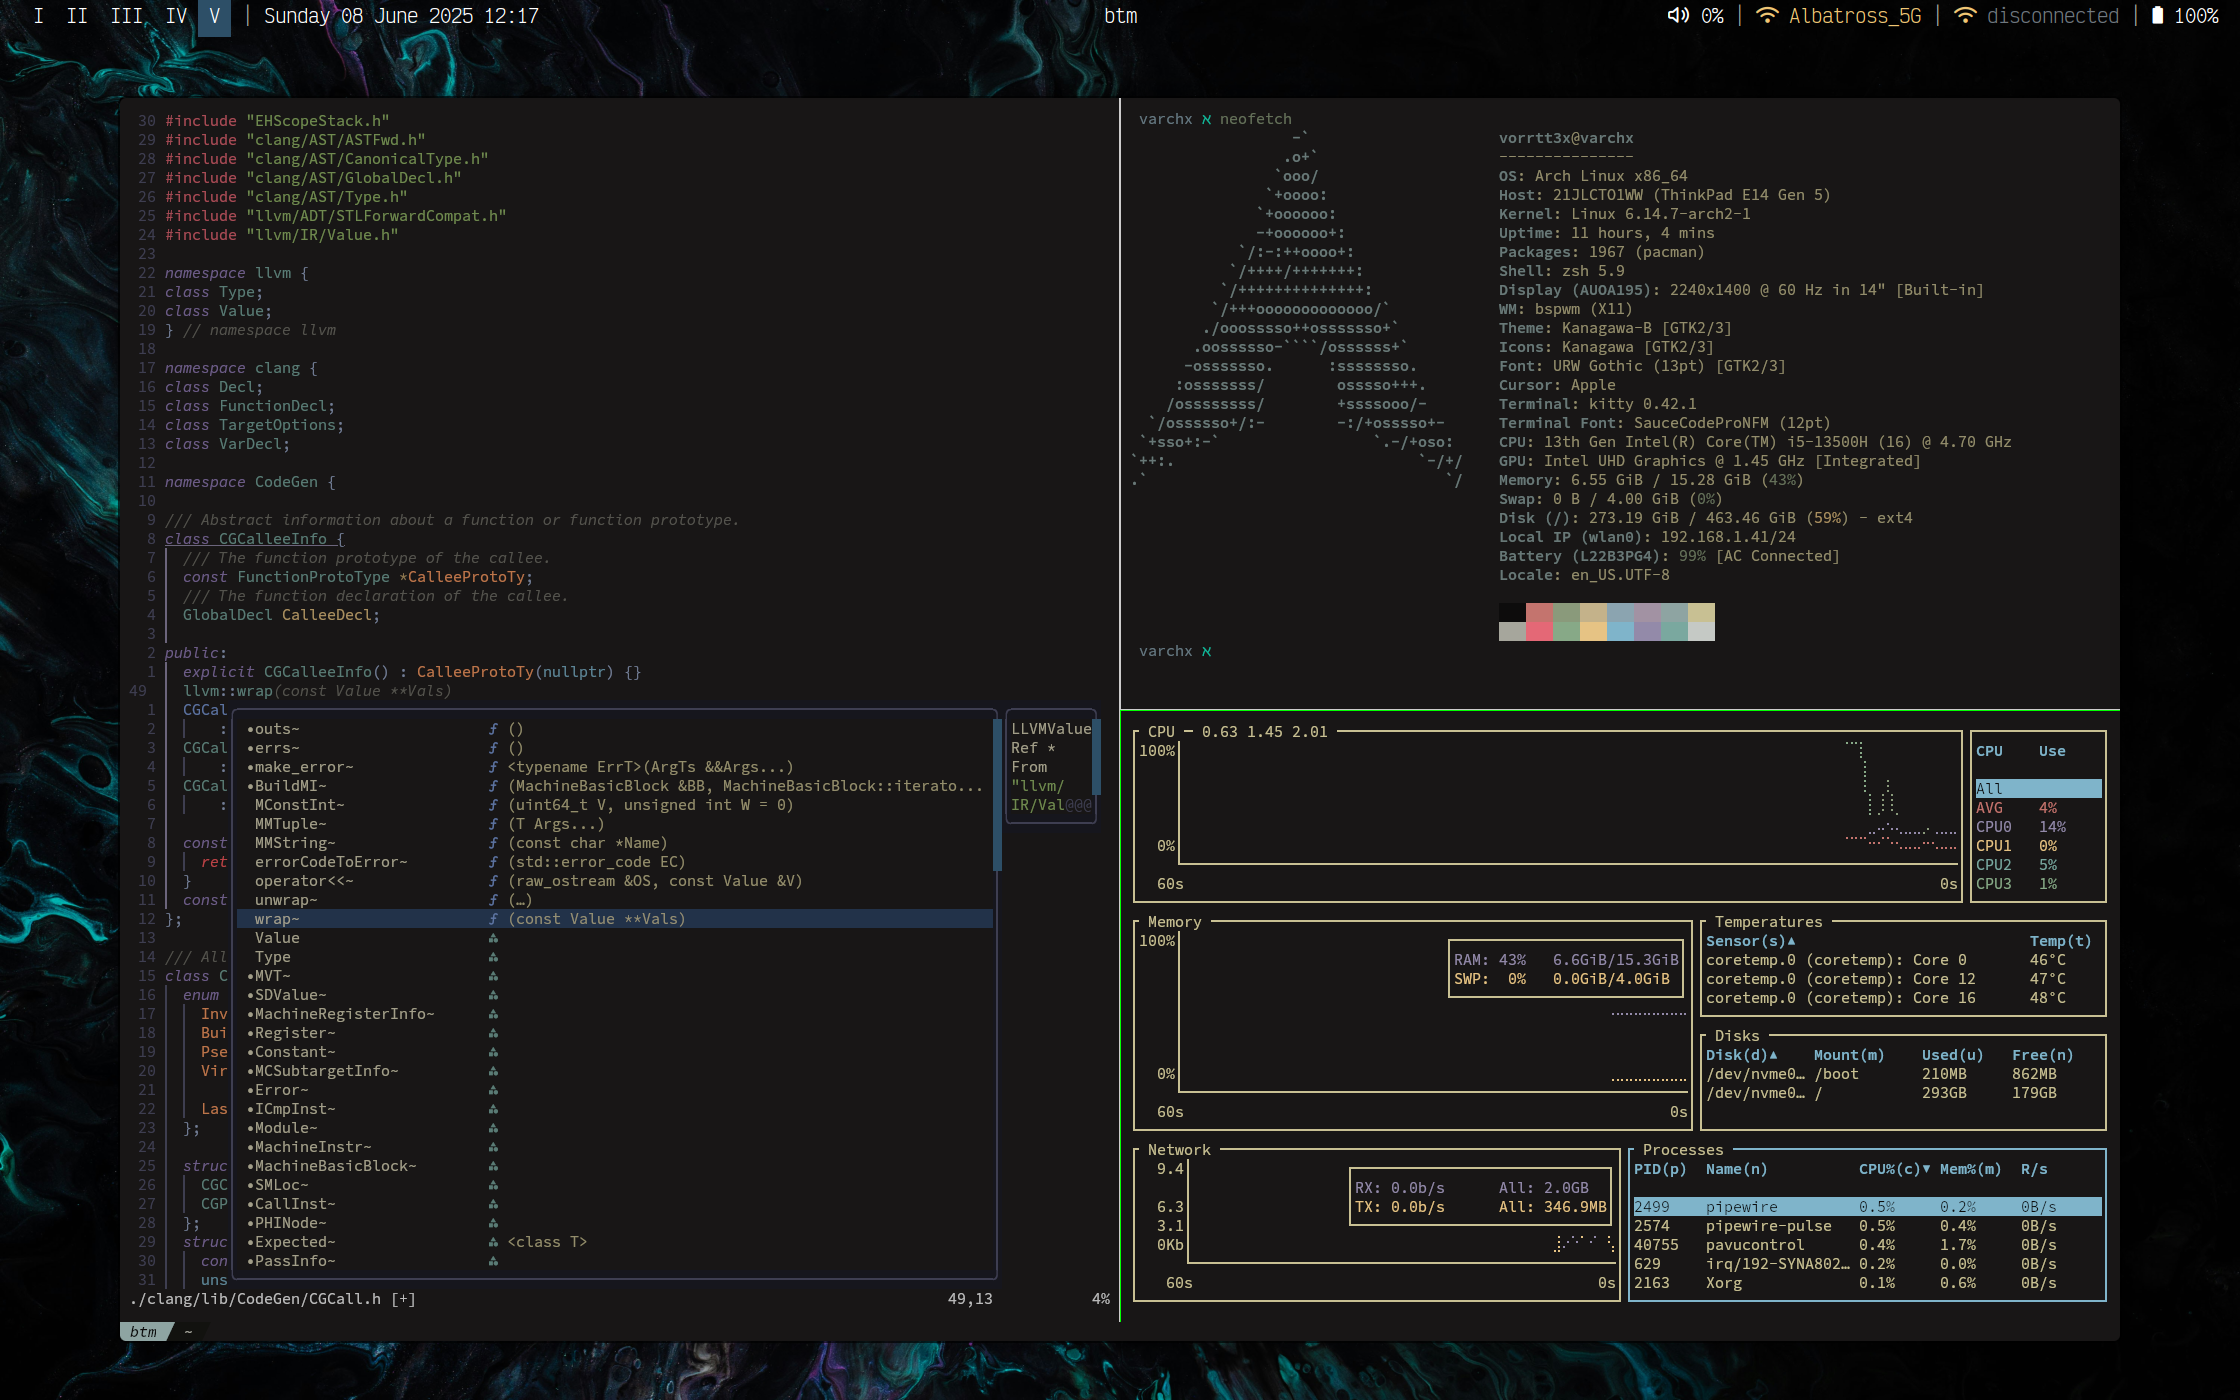 I II III IV V | Sunday 08 June 2025 12:17
btm
0% | Albatross_5G | disconnected | 100%
30 #include "EHScopeStack.h"
29 #include "clang/AST/ASTFwd.h"
28 #include "clang/AST/CanonicalType.h"
27 #include "clang/AST/GlobalDecl.h"
26 #include "clang/AST/Type.h"
25 #include "llvm/ADT/STLForwardCompat.h"
24 #include "llvm/IR/Value.h"
23
22 namespace llvm {
21 class Type;
20 class Value;
19 } // namespace llvm
18
17 namespace clang {
16 class Decl;
15 class FunctionDecl;
14 class TargetOptions;
13 class VarDecl;
12
11 namespace CodeGen {
10
9 /// Abstract information about a function or function prototype.
8 class CGCalleeInfo {
7 /// The function prototype of the callee.
6 const FunctionProtoType *CalleeProtoTy;
5 /// The function declaration of the callee.
4 GlobalDecl CalleeDecl;
3
2 public:
1 explicit CGCalleeInfo() : CalleeProtoTy(nullptr) {}
49 llvm::wrap(const Value **Vals)
1 CGCal
2 :
3 CGCal
4 :
5 CGCal
6 :
7
8 const
9 ret
10 }
11 const
12 };
13
14 /// All
15 class C
16 enum
17 Inv
18 Bui
19 Pse
20 Vir
21
22 Las
23 };
24
25 struc
26 CGC
27 CGP
28 };
29 struc
30 con
31 uns
•outs~ ƒ ()
•errs~ ƒ ()
•make_error~ ƒ <typename ErrT>(ArgTs &&Args...)
•BuildMI~ ƒ (MachineBasicBlock &BB, MachineBasicBlock::iterato...
MConstInt~ ƒ (uint64_t V, unsigned int W = 0)
MMTuple~ ƒ (T Args...)
MMString~ ƒ (const char *Name)
errorCodeToError~ ƒ (std::error_code EC)
operator<<~ ƒ (raw_ostream &OS, const Value &V)
unwrap~ ƒ (…)
wrap~ ƒ (const Value **Vals)
Value
Type
•MVT~
•SDValue~
•MachineRegisterInfo~
•Register~
•Constant~
•MCSubtargetInfo~
•Error~
•ICmpInst~
•Module~
•MachineInstr~
•MachineBasicBlock~
•SMLoc~
•CallInst~
•PHINode~
•Expected~ <class T>
•PassInfo~
LLVMValue
Ref *
From
"llvm/
IR/Val@@@
./clang/lib/CodeGen/CGCall.h [+] 49,13 4%
btm ~
varchx ℵ neofetch
-`
.o+`
`ooo/
`+oooo:
`+oooooo:
-+oooooo+:
`/:-:++oooo+:
`/++++/+++++++:
`/++++++++++++++:
`/+++ooooooooooooo/`
./ooosssso++osssssso+`
.oossssso-````/ossssss+`
-osssssso. :ssssssso.
:osssssss/ osssso+++.
/ossssssss/ +ssssooo/-
`/ossssso+/:- -:/+osssso+-
`+sso+:-` `.-/+oso:
`++:. `-/+/
.` `/
vorrtt3x@varchx
---------------
OS: Arch Linux x86_64
Host: 21JLCTO1WW (ThinkPad E14 Gen 5)
Kernel: Linux 6.14.7-arch2-1
Uptime: 11 hours, 4 mins
Packages: 1967 (pacman)
Shell: zsh 5.9
Display (AUOA195): 2240x1400 @ 60 Hz in 14" [Built-in]
WM: bspwm (X11)
Theme: Kanagawa-B [GTK2/3]
Icons: Kanagawa [GTK2/3]
Font: URW Gothic (13pt) [GTK2/3]
Cursor: Apple
Terminal: kitty 0.42.1
Terminal Font: SauceCodeProNFM (12pt)
CPU: 13th Gen Intel(R) Core(TM) i5-13500H (16) @ 4.70 GHz
GPU: Intel UHD Graphics @ 1.45 GHz [Integrated]
Memory: 6.55 GiB / 15.28 GiB (43%)
Swap: 0 B / 4.00 GiB (0%)
Disk (/): 273.19 GiB / 463.46 GiB (59%) - ext4
Local IP (wlan0): 192.168.1.41/24
Battery (L22B3PG4): 99% [AC Connected]
Locale: en_US.UTF-8
varchx ℵ
CPU — 0.63 1.45 2.01
100%
0%
60s 0s
CPU Use
All
AVG 4%
CPU0 14%
CPU1 0%
CPU2 5%
CPU3 1%
Memory
100%
RAM: 43% 6.6GiB/15.3GiB
SWP: 0% 0.0GiB/4.0GiB
0%
60s 0s
Temperatures
Sensor(s)▲ Temp(t)
coretemp.0 (coretemp): Core 0 46°C
coretemp.0 (coretemp): Core 12 47°C
coretemp.0 (coretemp): Core 16 48°C
Disks
Disk(d)▲ Mount(m) Used(u) Free(n)
/dev/nvme0… /boot 210MB 862MB
/dev/nvme0… / 293GB 179GB
Network
9.4
6.3
3.1
0Kb
RX: 0.0b/s All: 2.0GB
TX: 0.0b/s All: 346.9MB
60s 0s
Processes
PID(p) Name(n) CPU%(c)▼ Mem%(m) R/s
2499 pipewire 0.5% 0.2% 0B/s
2574 pipewire-pulse 0.5% 0.4% 0B/s
40755 pavucontrol 0.4% 1.7% 0B/s
629 irq/192-SYNA802… 0.2% 0.0% 0B/s
2163 Xorg 0.1% 0.6% 0B/s